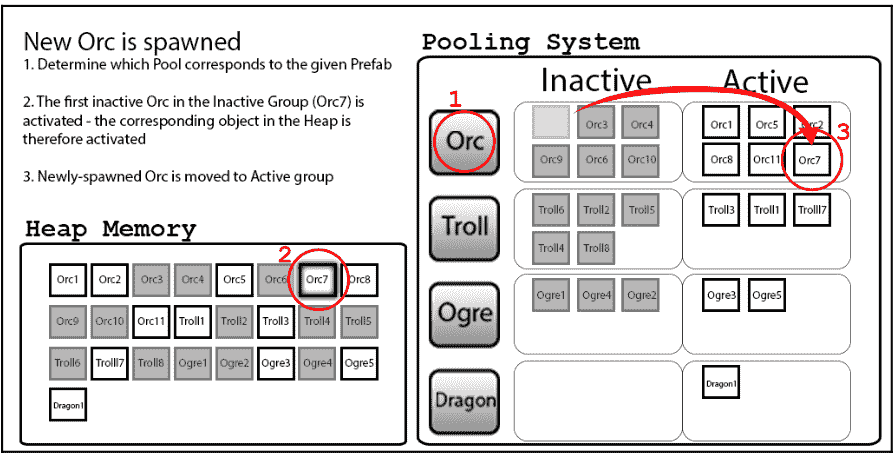 New Orc is spawned
1. Determine which Pool corresponds to the given Prefab
2. The first inactive Orc in the Inactive Group (Orc7) is
activated - the corresponding object in the Heap is
therefore activated
3. Newly-spawned Orc is moved to Active group
Heap Memory
2
Orc1 Orc2 Orc3 Orc4 Orc5 Orc6 Orc7 Orc8
Orc9 Orc10 Orc11 Troll1 Troll2 Troll3 Troll4 Troll5
Troll6 Trolll7 Troll8 Ogre1 Ogre2 Ogre3 Ogre4 Ogre5
Dragon1
Pooling System
Inactive Active
1
Orc
Orc3 Orc4 Orc1 Orc5 Orc2
3
Orc9 Orc6 Orc10 Orc8 Orc11 Orc7
Troll
Troll6 Troll2 Troll5 Troll3 Troll1 Trolll7
Troll4 Troll8
Ogre
Ogre1 Ogre4 Ogre2 Ogre3 Ogre5
Dragon
Dragon1